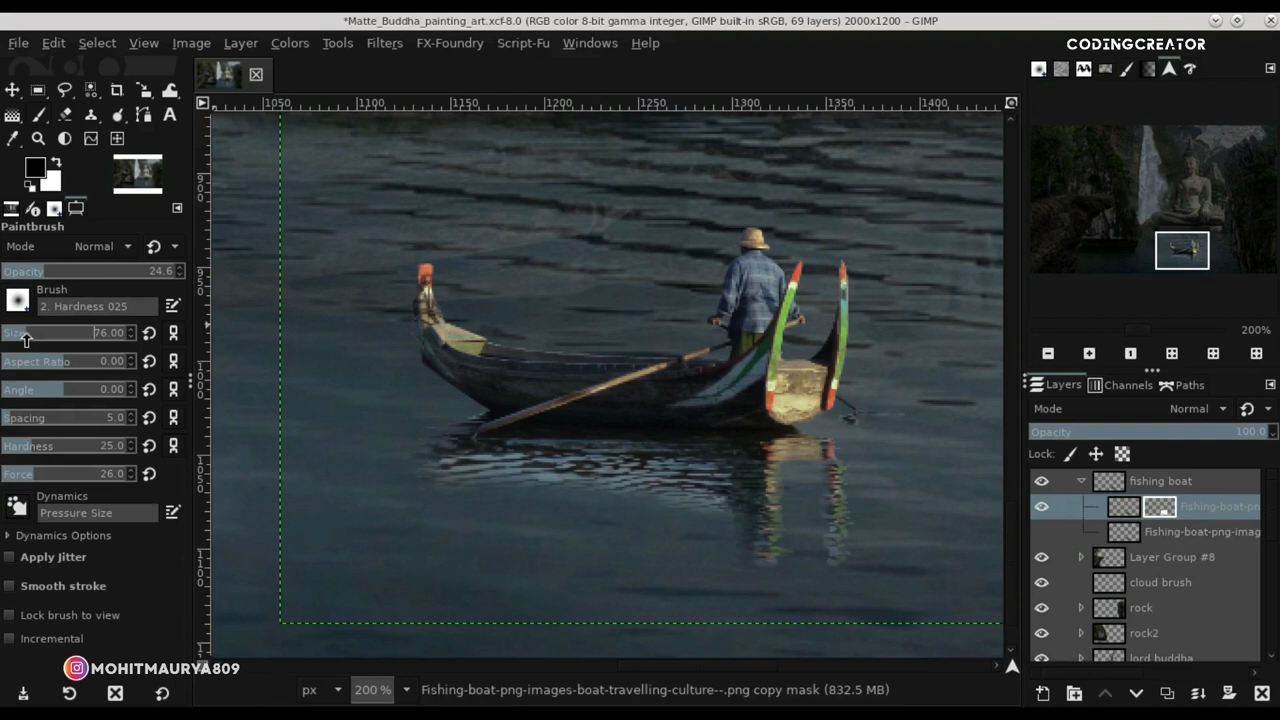 *Matte_Buddha_painting_art.xcf-8.0 (RGB color 8-bit gamma integer, GIMP built-in sRGB, 69 layers) 2000x1200 – GIMP
File Edit Select View Image Layer Colors Tools Filters FX-Foundry Script-Fu Windows Help
CODINGCREATOR
1050 1100 1150 1200 1250 1300 1350 1400
Paintbrush
Mode Normal
Opacity 24.6
Brush
2. Hardness 025
Size 76.00
Aspect Ratio 0.00
Angle 0.00
Spacing 5.0
Hardness 25.0
Force 26.0
Dynamics
Pressure Size
Dynamics Options
Apply Jitter
Smooth stroke
Lock brush to view
Incremental
MOHITMAURYA809
900
950
1000
1050
1100
px 200 % Fishing-boat-png-images-boat-travelling-culture--.png copy mask (832.5 MB)
200%
Layers Channels Paths
Mode Normal
Opacity 100.0
Lock:
fishing boat
Fishing-boat-pn
Fishing-boat-png-imag
Layer Group #8
cloud brush
rock
rock2
lord buddha